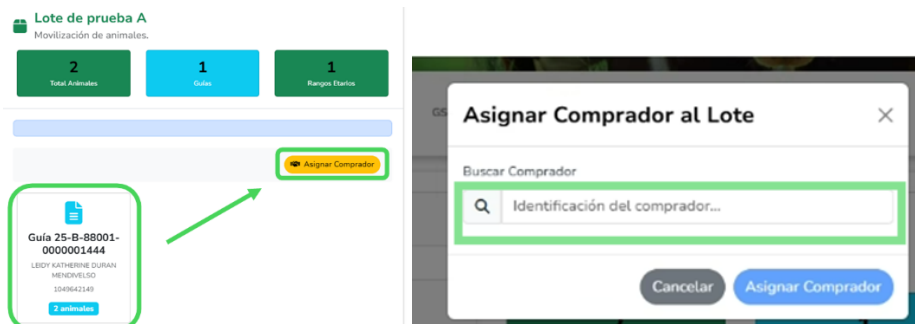 Lote de prueba A
Movilización de animales.
2
Total Animales
1
Guías
1
Rangos Etarios
Asignar Comprador
Guía 25-B-88001-
0000001444
LEIDY KATHERINE DURAN
MENDIVELSO
1049642149
2 animales
GS
Asignar Comprador al Lote
Buscar Comprador
Identificación del comprador...
Cancelar
Asignar Comprador